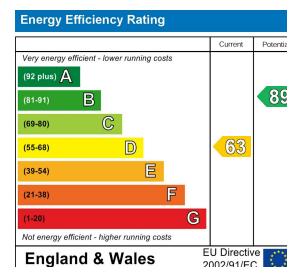 Energy Efficiency Rating
Current Potentia
Very energy efficient - lower running costs
(92 plus) A
(81-91) B
89
(69-80) C
(55-68) D
63
(39-54) E
(21-38) F
(1-20) G
Not energy efficient - higher running costs
England & Wales
EU Directive
2002/91/EC